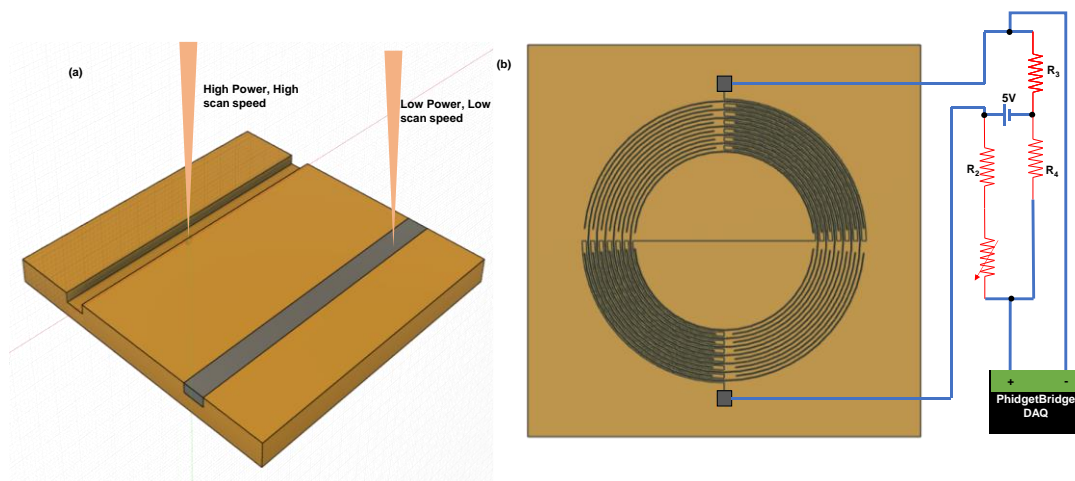 (a)
High Power, High
scan speed
Low Power, Low
scan speed
(b)
R3
5V
R2
R4
+ -
PhidgetBridge
DAQ